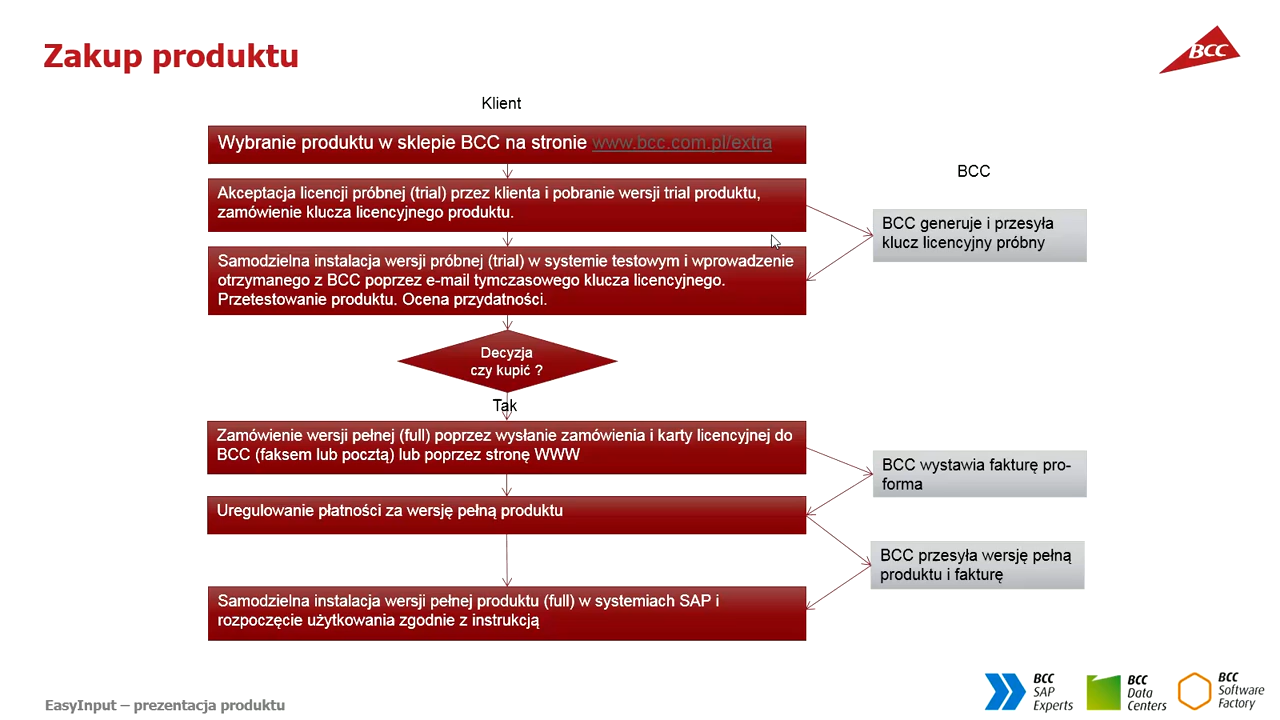 Zakup produktu
BCC
Klient
Wybranie produktu w sklepie BCC na stronie www.bcc.com.pl/extra
BCC
Akceptacja licencji próbnej (trial) przez klienta i pobranie wersji trial produktu,
zamówienie klucza licencyjnego produktu.
BCC generuje i przesyła
klucz licencyjny próbny
Samodzielna instalacja wersji próbnej (trial) w systemie testowym i wprowadzenie
otrzymanego z BCC poprzez e-mail tymczasowego klucza licencyjnego.
Przetestowanie produktu. Ocena przydatności.
Decyzja
czy kupić ?
Tak
Zamówienie wersji pełnej (full) poprzez wysłanie zamówienia i karty licencyjnej do
BCC (faksem lub pocztą) lub poprzez stronę WWW
BCC wystawia fakturę pro-
forma
Uregulowanie płatności za wersję pełną produktu
BCC przesyła wersję pełną
produktu i fakturę
Samodzielna instalacja wersji pełnej produktu (full) w systemiach SAP i
rozpoczęcie użytkowania zgodnie z instrukcją
EasyInput – prezentacja produktu
BCC
SAP
Experts
BCC
Data
Centers
BCC
Software
Factory